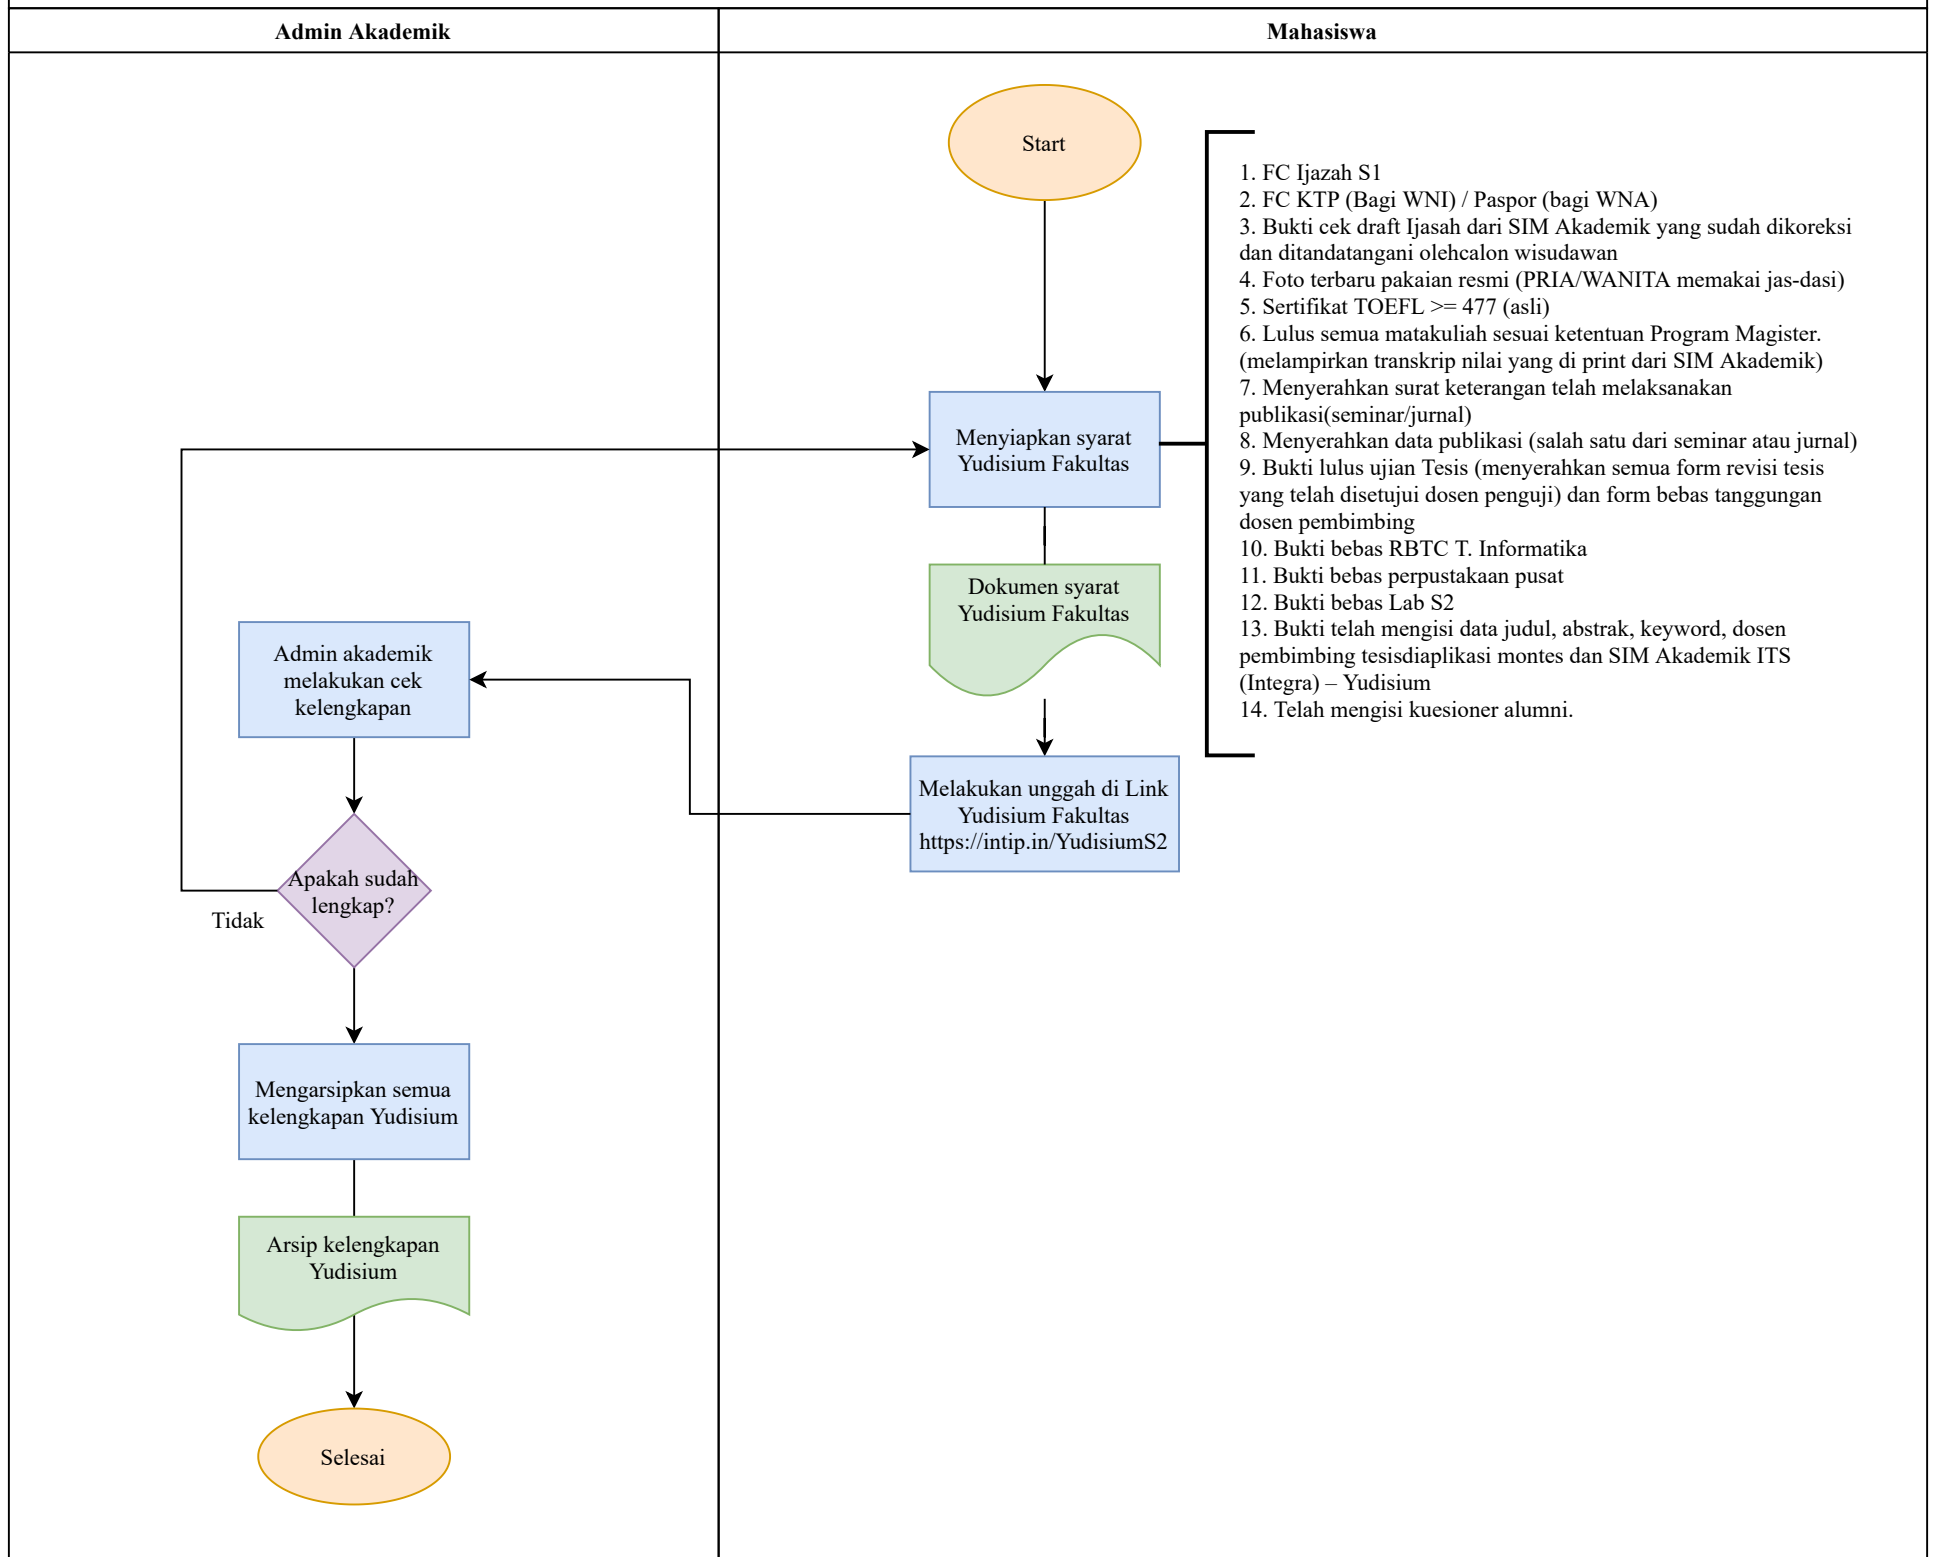 Admin Akademik
Mahasiswa
Start
1. FC Ijazah S1
2. FC KTP (Bagi WNI) / Paspor (bagi WNA)
3. Bukti cek draft Ijasah dari SIM Akademik yang sudah dikoreksi
dan ditandatangani olehcalon wisudawan
4. Foto terbaru pakaian resmi (PRIA/WANITA memakai jas-dasi)
5. Sertifikat TOEFL >= 477 (asli)
6. Lulus semua matakuliah sesuai ketentuan Program Magister.
(melampirkan transkrip nilai yang di print dari SIM Akademik)
7. Menyerahkan surat keterangan telah melaksanakan
publikasi(seminar/jurnal)
8. Menyerahkan data publikasi (salah satu dari seminar atau jurnal)
9. Bukti lulus ujian Tesis (menyerahkan semua form revisi tesis
yang telah disetujui dosen penguji) dan form bebas tanggungan
dosen pembimbing
10. Bukti bebas RBTC T. Informatika
11. Bukti bebas perpustakaan pusat
12. Bukti bebas Lab S2
13. Bukti telah mengisi data judul, abstrak, keyword, dosen
pembimbing tesisdiaplikasi montes dan SIM Akademik ITS
(Integra) – Yudisium
14. Telah mengisi kuesioner alumni.
Menyiapkan syarat
Yudisium Fakultas
Dokumen syarat
Yudisium Fakultas
Melakukan unggah di Link
Yudisium Fakultas
https://intip.in/YudisiumS2
Admin akademik
melakukan cek
kelengkapan
Apakah sudah
lengkap?
Tidak
Mengarsipkan semua
kelengkapan Yudisium
Arsip kelengkapan
Yudisium
Selesai